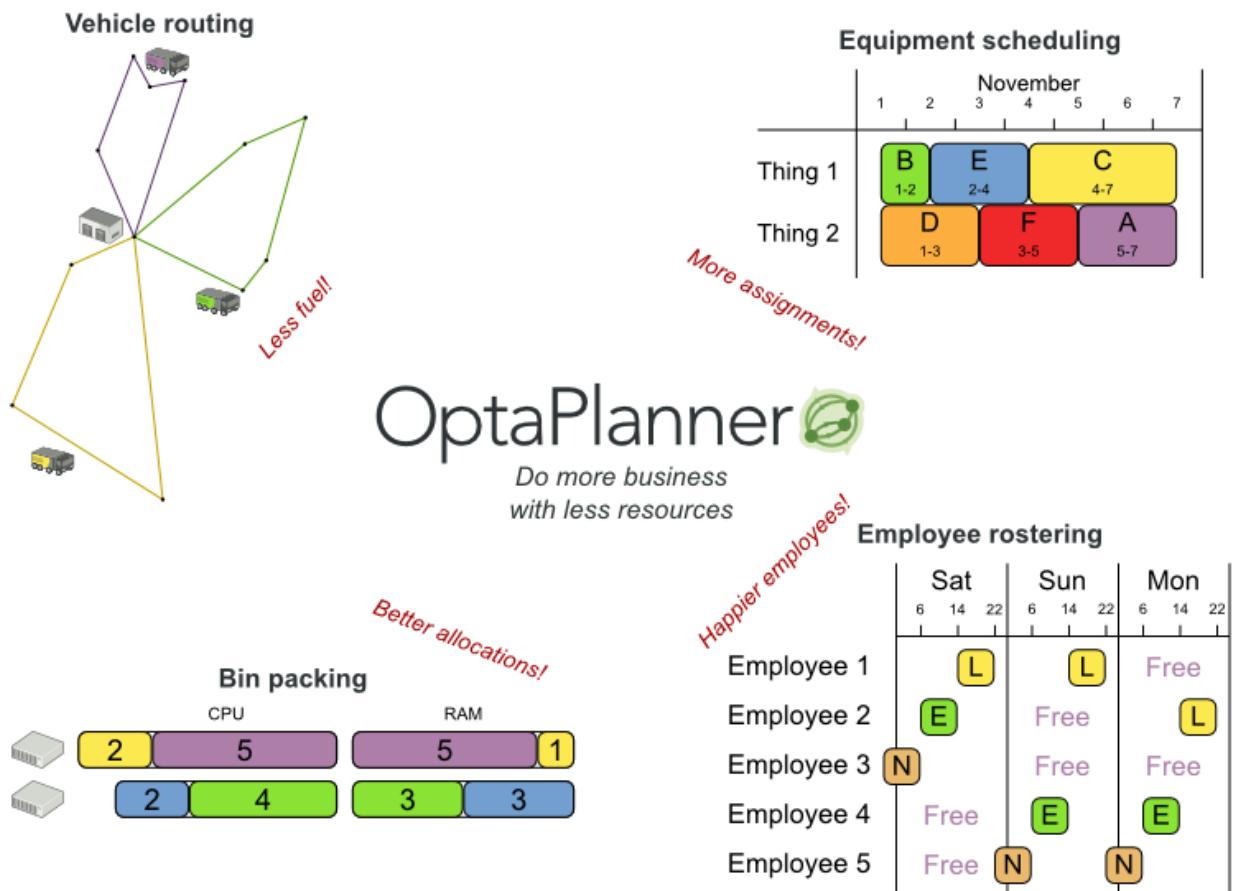 Vehicle routing
Less fuel!
Equipment scheduling
November
1 2 3 4 5 6 7
Thing 1
B
1-2
E
2-4
C
4-7
Thing 2
D
1-3
F
3-5
A
5-7
More assignments!
OptaPlanner
Do more business
with less resources
Better allocations!
Happier employees!
Bin packing
CPU RAM
2 5 5 1
2 4 3 3
Employee rostering
Sat Sun Mon
6 14 22 6 14 22 6 14 22
Employee 1 L L Free
Employee 2 E Free L
Employee 3 N Free Free
Employee 4 Free E E
Employee 5 Free N N